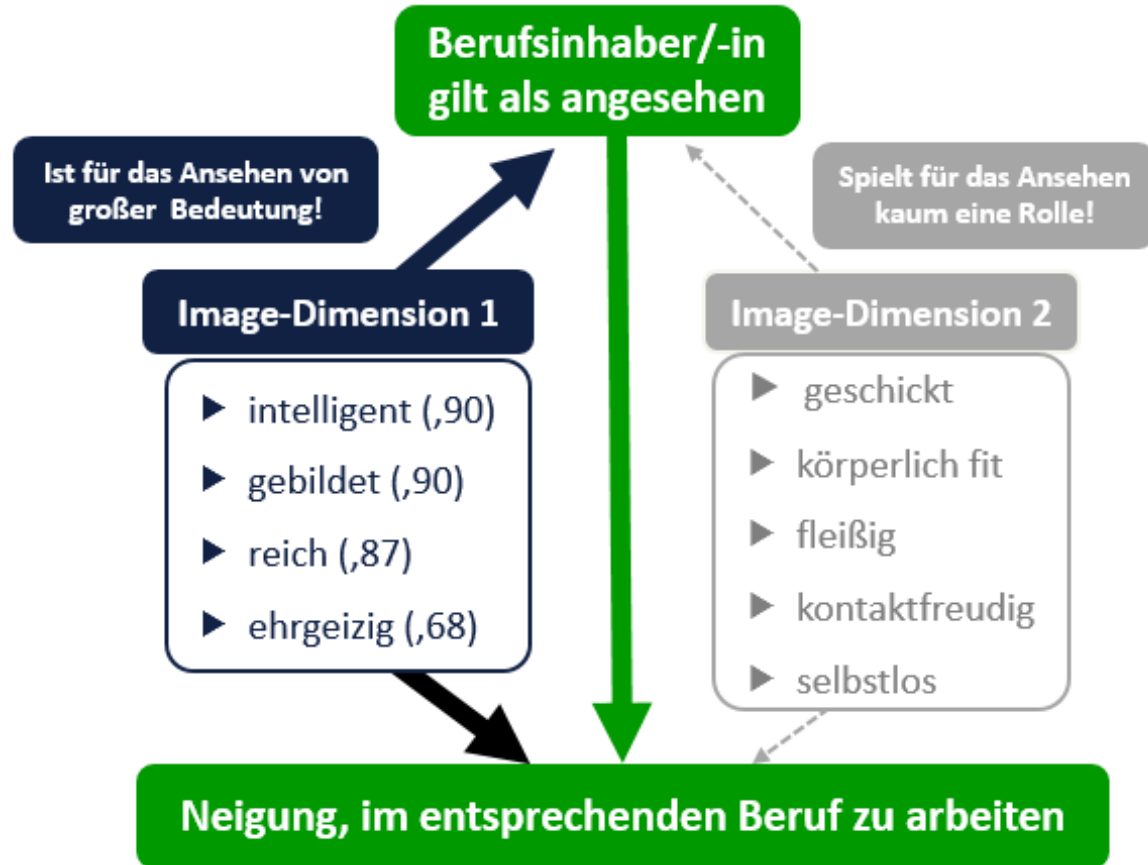 Berufsinhaber/-in
gilt als angesehen
Ist für das Ansehen von
großer Bedeutung!
Spielt für das Ansehen
kaum eine Rolle!
Image-Dimension 1
▶ intelligent (,90)
▶ gebildet (,90)
▶ reich (,87)
▶ ehrgeizig (,68)
Image-Dimension 2
▶ geschickt
▶ körperlich fit
▶ fleißig
▶ kontaktfreudig
▶ selbstlos
Neigung, im entsprechenden Beruf zu arbeiten